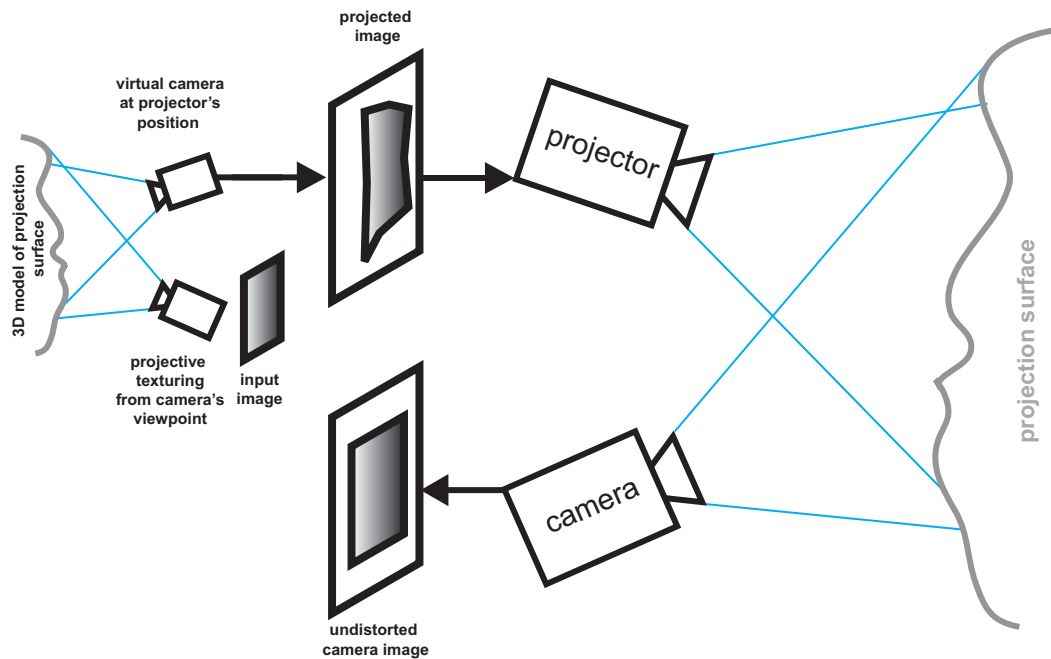 projected
image
virtual camera
at projector's
position
projector
3D model of projection
surface
projection surface
projective
texturing
from camera's
viewpoint
input
image
camera
undistorted
camera image